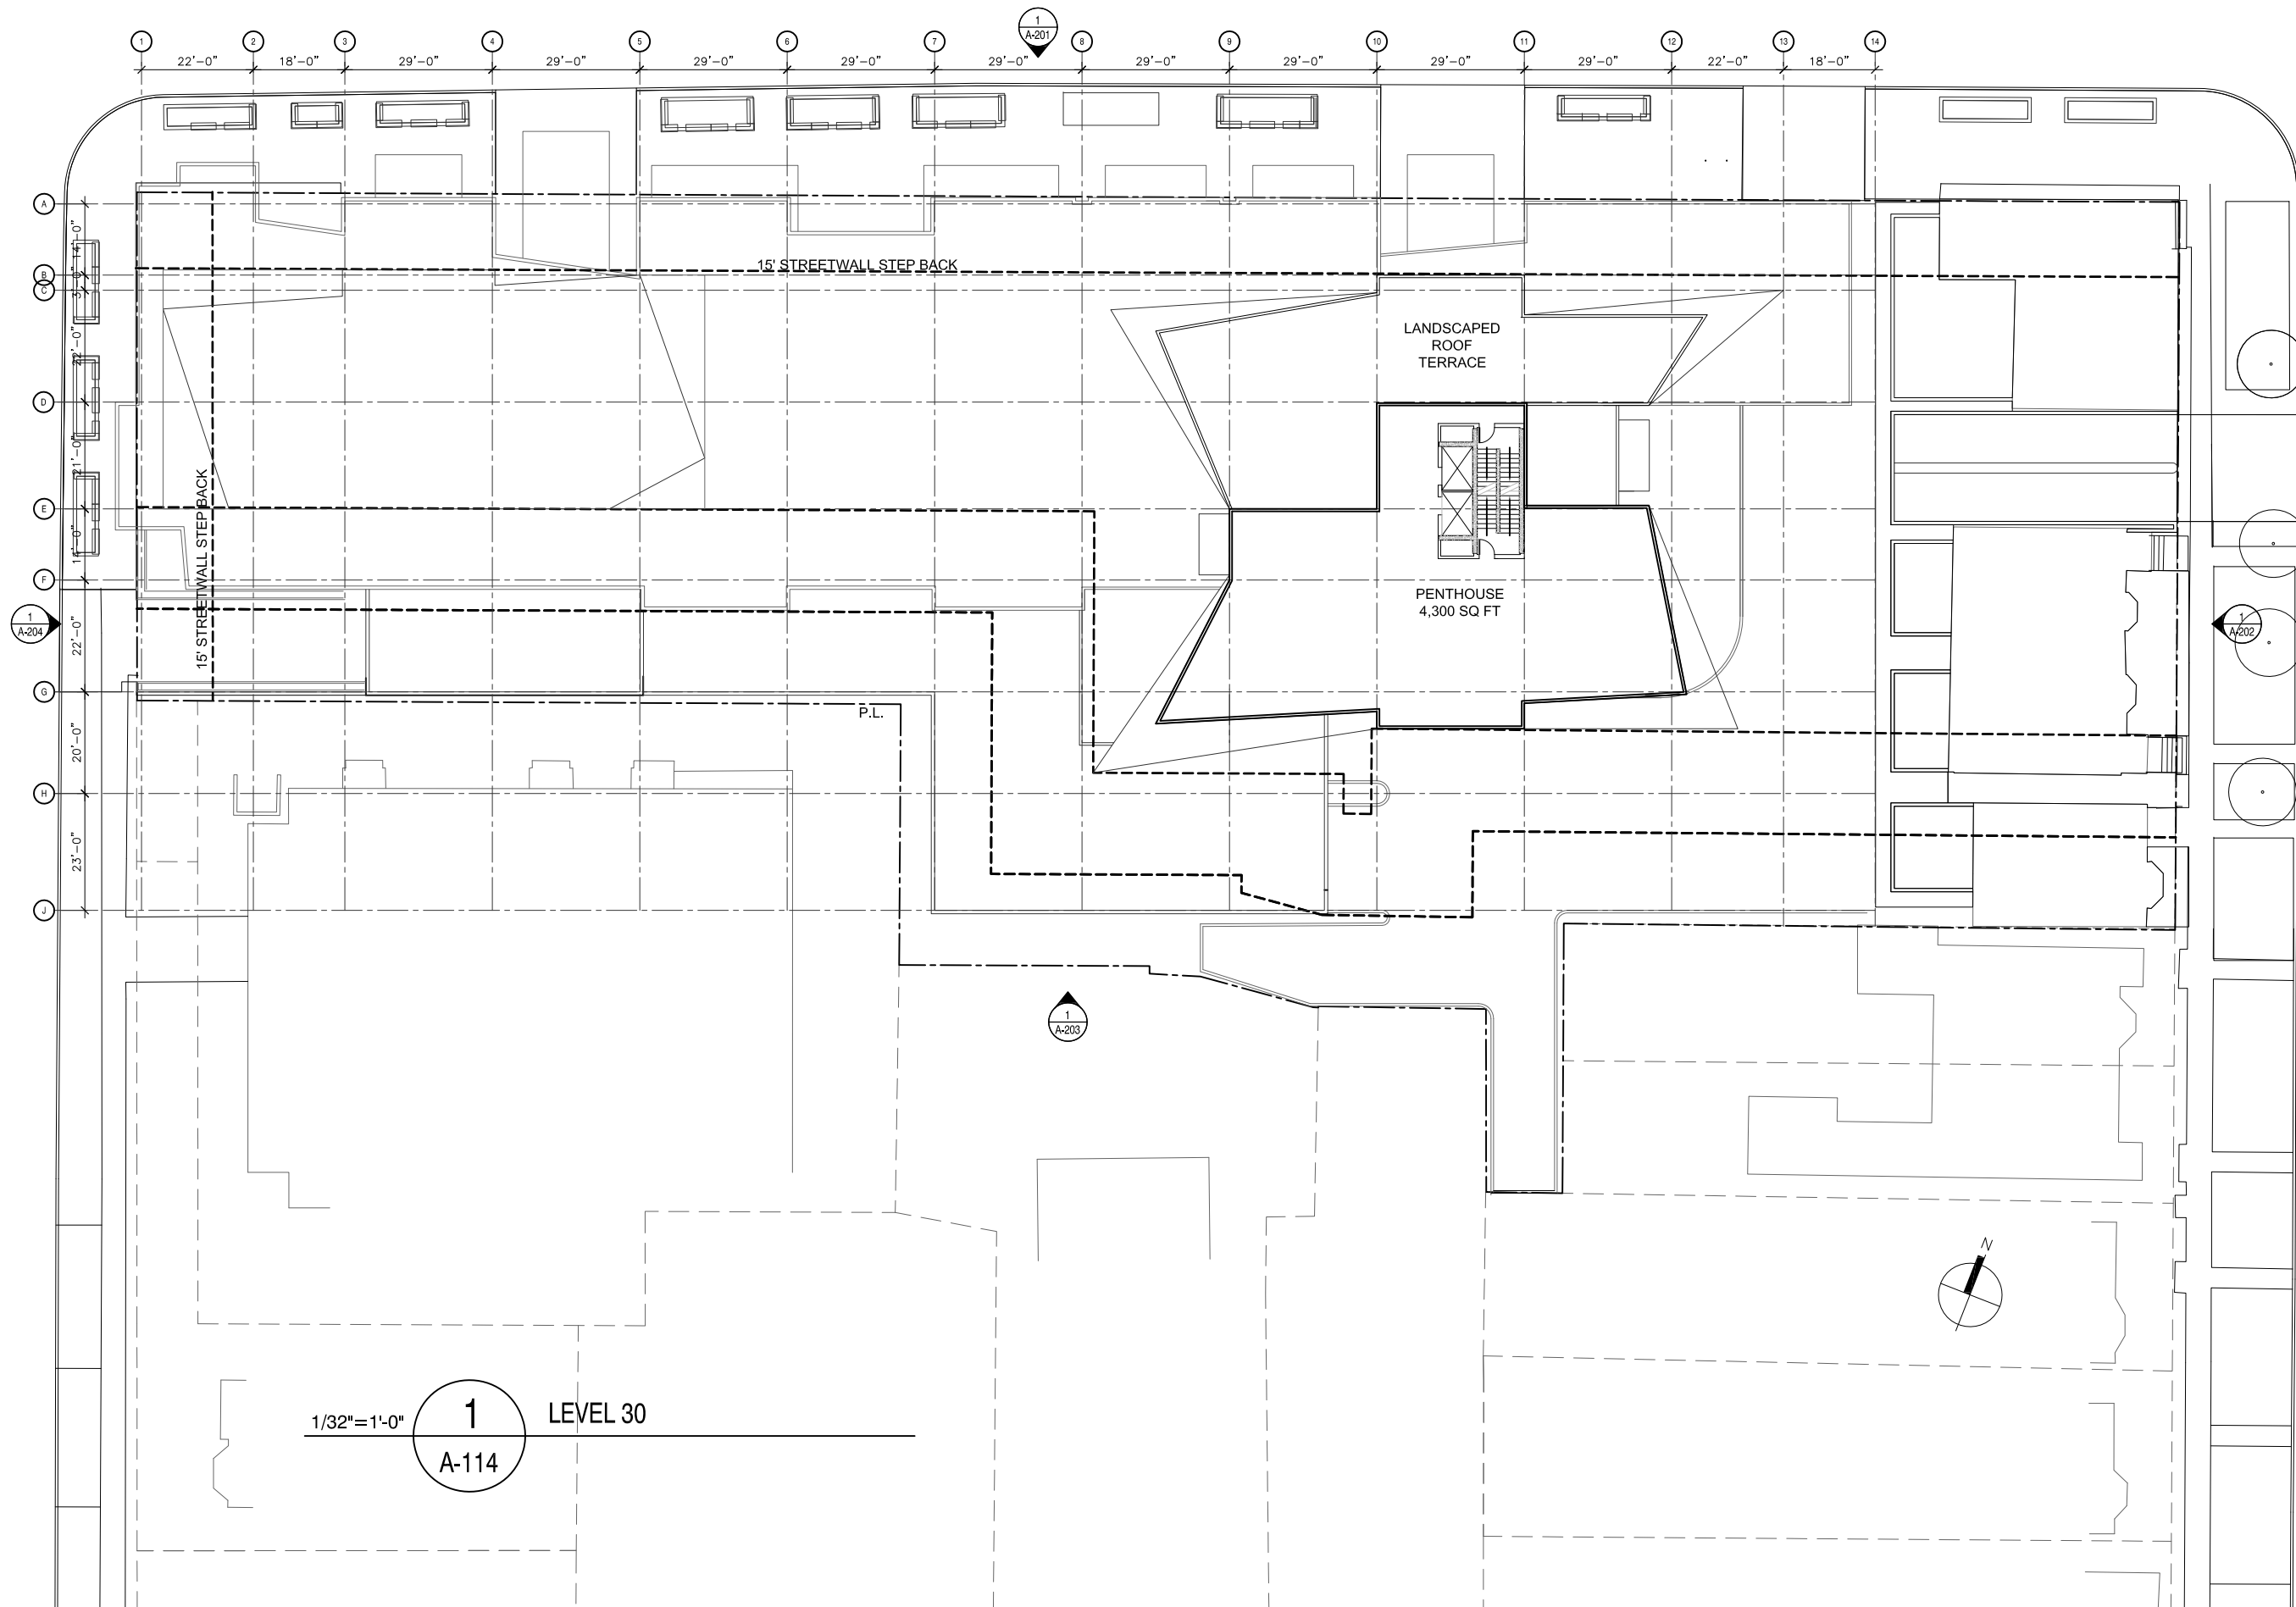 1
A-201
1
2
3
4
5
6
7
8
9
10
11
12
13
14
22'-0"
18'-0"
29'-0"
29'-0"
29'-0"
29'-0"
29'-0"
29'-0"
29'-0"
29'-0"
29'-0"
22'-0"
18'-0"
A
14'-0"
B
C
3'-0"
22'-0"
D
21'-0"
E
14'-0"
F
22'-0"
G
20'-0"
H
23'-0"
J
15' STREETWALL STEP BACK
15' STREETWALL STEP BACK
LANDSCAPED
ROOF
TERRACE
PENTHOUSE
4,300 SQ FT
1
A-204
1
A-202
P.L.
1
A-203
N
1/32"=1'-0"
1
A-114
LEVEL 30